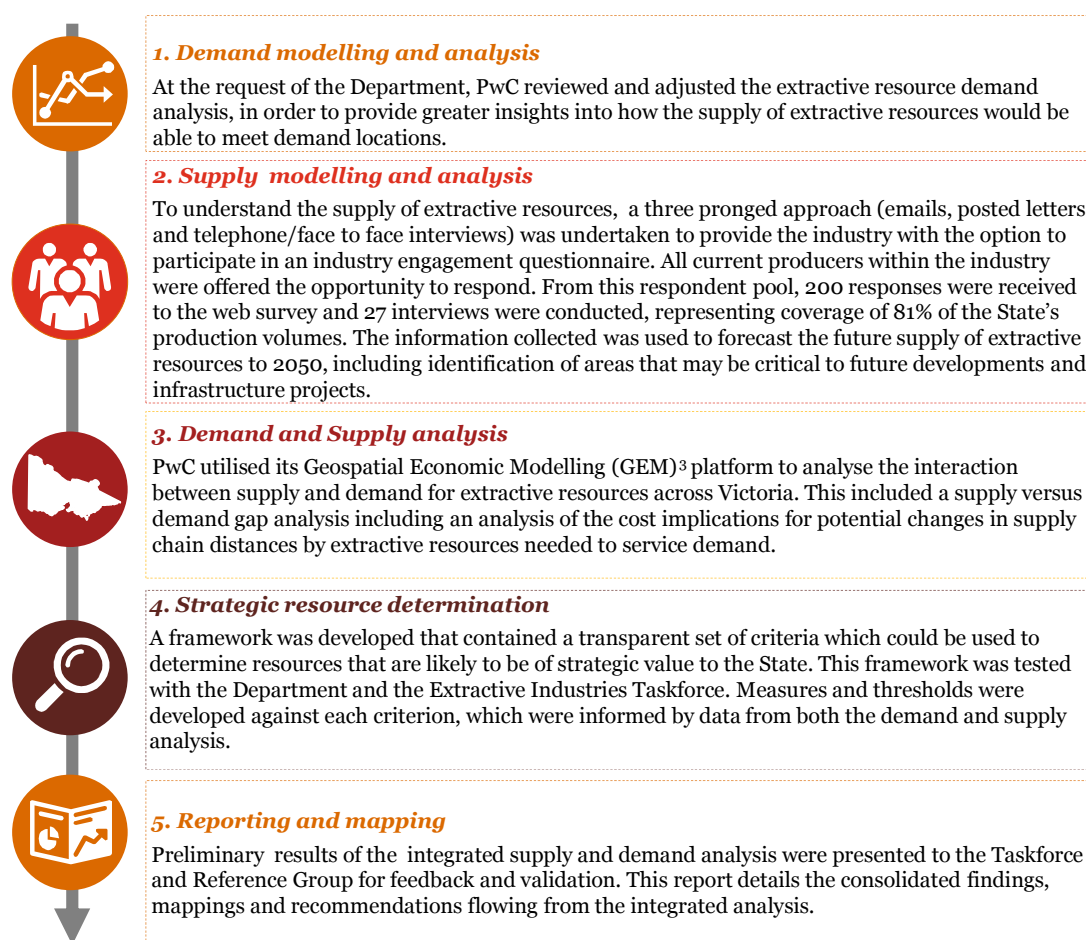 1. Demand modelling and analysis
At the request of the Department, PwC reviewed and adjusted the extractive resource demand
analysis, in order to provide greater insights into how the supply of extractive resources would be
able to meet demand locations.
2. Supply modelling and analysis
To understand the supply of extractive resources, a three pronged approach (emails, posted letters
and telephone/face to face interviews) was undertaken to provide the industry with the option to
participate in an industry engagement questionnaire. All current producers within the industry
were offered the opportunity to respond. From this respondent pool, 200 responses were received
to the web survey and 27 interviews were conducted, representing coverage of 81% of the State's
production volumes. The information collected was used to forecast the future supply of extractive
resources to 2050, including identification of areas that may be critical to future developments and
infrastructure projects.
3. Demand and Supply analysis
PwC utilised its Geospatial Economic Modelling (GEM)³ platform to analyse the interaction
between supply and demand for extractive resources across Victoria. This included a supply versus
demand gap analysis including an analysis of the cost implications for potential changes in supply
chain distances by extractive resources needed to service demand.
4. Strategic resource determination
A framework was developed that contained a transparent set of criteria which could be used to
determine resources that are likely to be of strategic value to the State. This framework was tested
with the Department and the Extractive Industries Taskforce. Measures and thresholds were
developed against each criterion, which were informed by data from both the demand and supply
analysis.
5. Reporting and mapping
Preliminary results of the integrated supply and demand analysis were presented to the Taskforce
and Reference Group for feedback and validation. This report details the consolidated findings,
mappings and recommendations flowing from the integrated analysis.